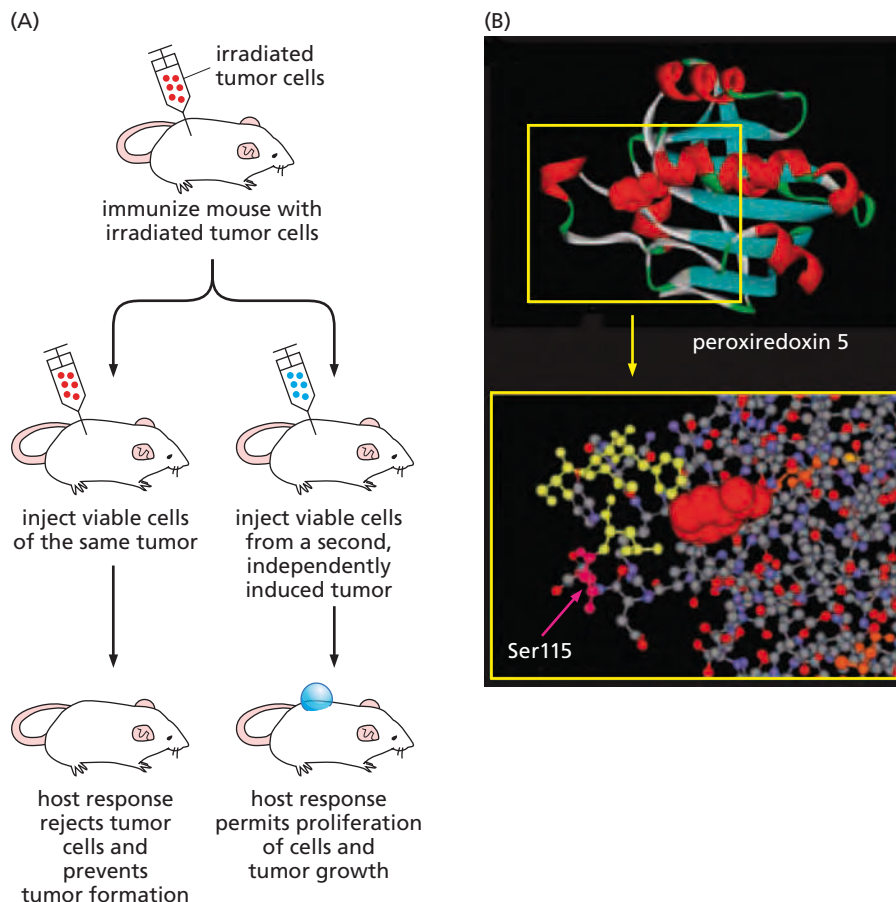 (A)
irradiated
tumor cells
immunize mouse with
irradiated tumor cells
inject viable cells
of the same tumor
inject viable cells
from a second,
independently
induced tumor
host response
rejects tumor
cells and
prevents
tumor formation
host response
permits proliferation
of cells and
tumor growth
(B)
peroxiredoxin 5
Ser115